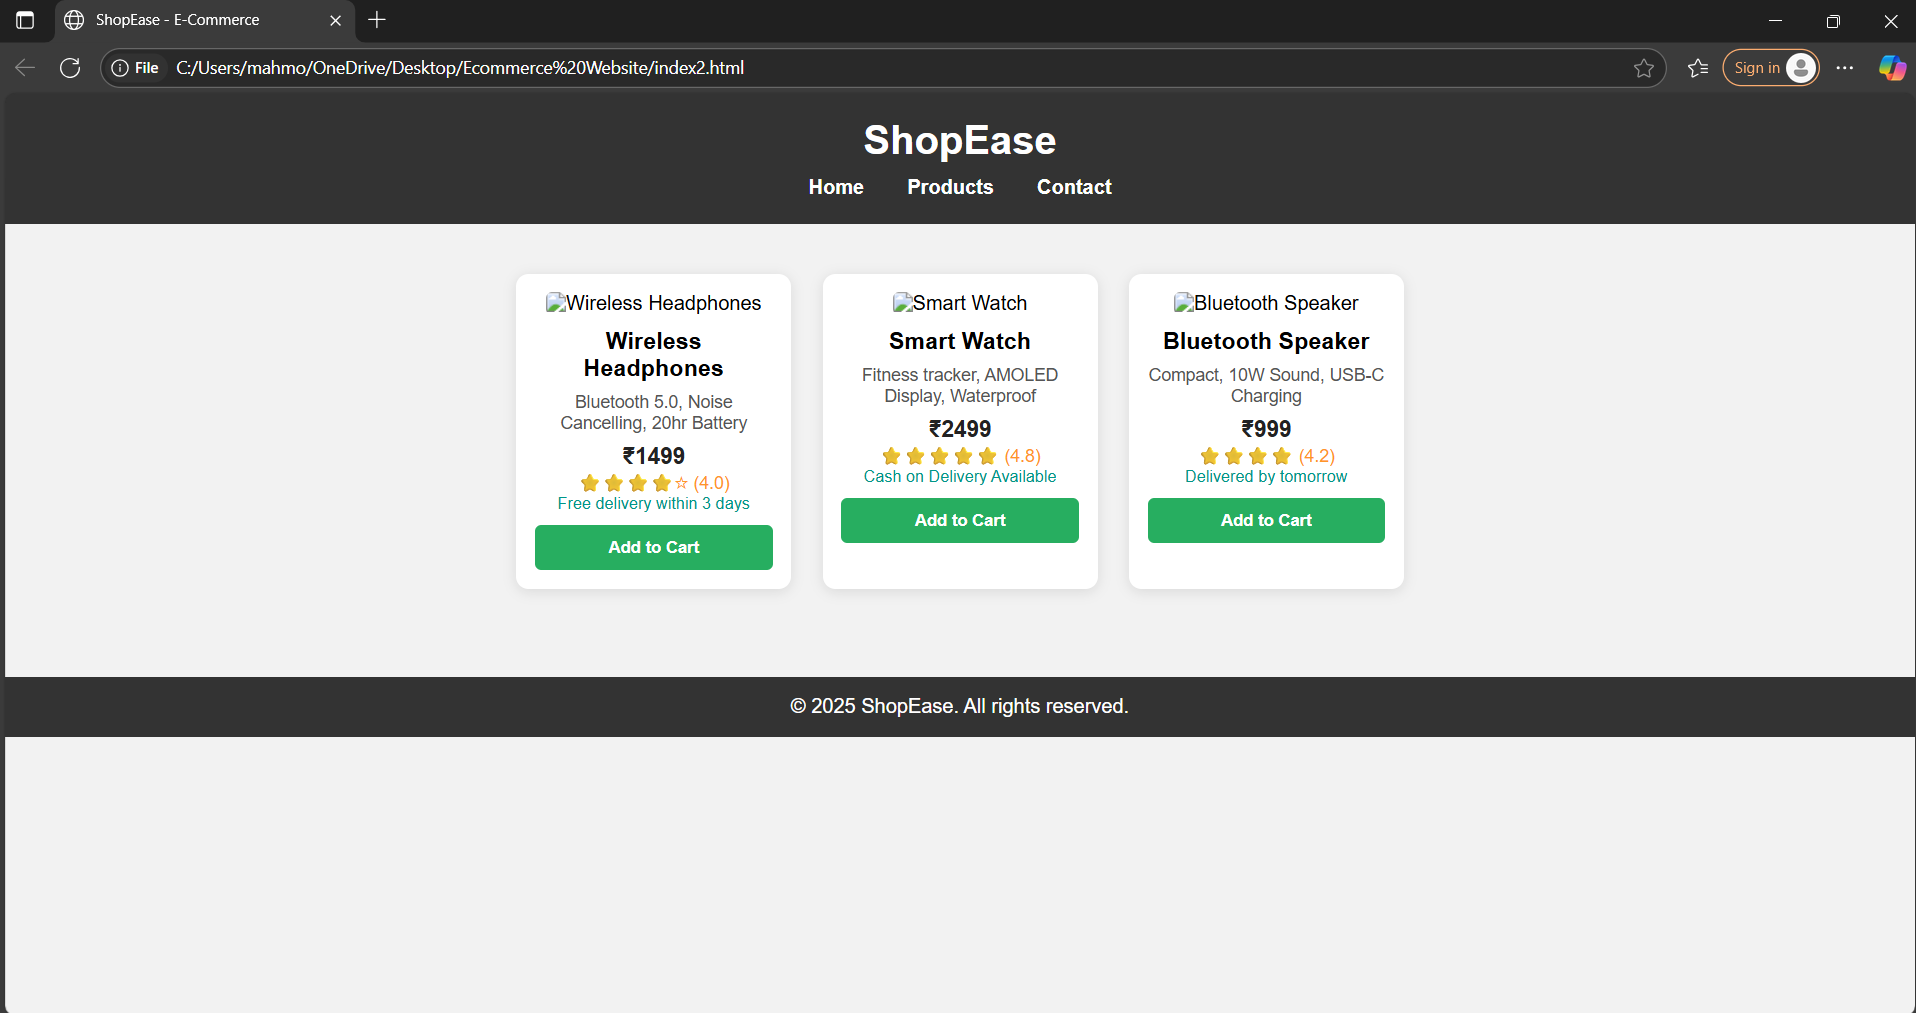 ShopEase - E-Commerce
File C:/Users/mahmo/OneDrive/Desktop/Ecommerce%20Website/index2.html
Sign in
ShopEase
Home Products Contact
Wireless Headphones
Wireless
Headphones
Bluetooth 5.0, Noise
Cancelling, 20hr Battery
₹1499
⭐⭐⭐⭐☆ (4.0)
Free delivery within 3 days
Add to Cart
Smart Watch
Smart Watch
Fitness tracker, AMOLED
Display, Waterproof
₹2499
⭐⭐⭐⭐⭐ (4.8)
Cash on Delivery Available
Add to Cart
Bluetooth Speaker
Bluetooth Speaker
Compact, 10W Sound, USB-C
Charging
₹999
⭐⭐⭐⭐ (4.2)
Delivered by tomorrow
Add to Cart
© 2025 ShopEase. All rights reserved.